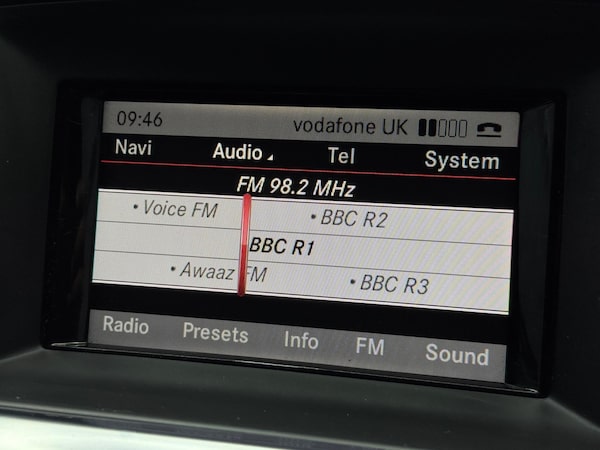 09:46 vodafone UK
Navi Audio Tel System
FM 98.2 MHz
• Voice FM • BBC R2
BBC R1
• Awaaz FM • BBC R3
Radio Presets Info FM Sound